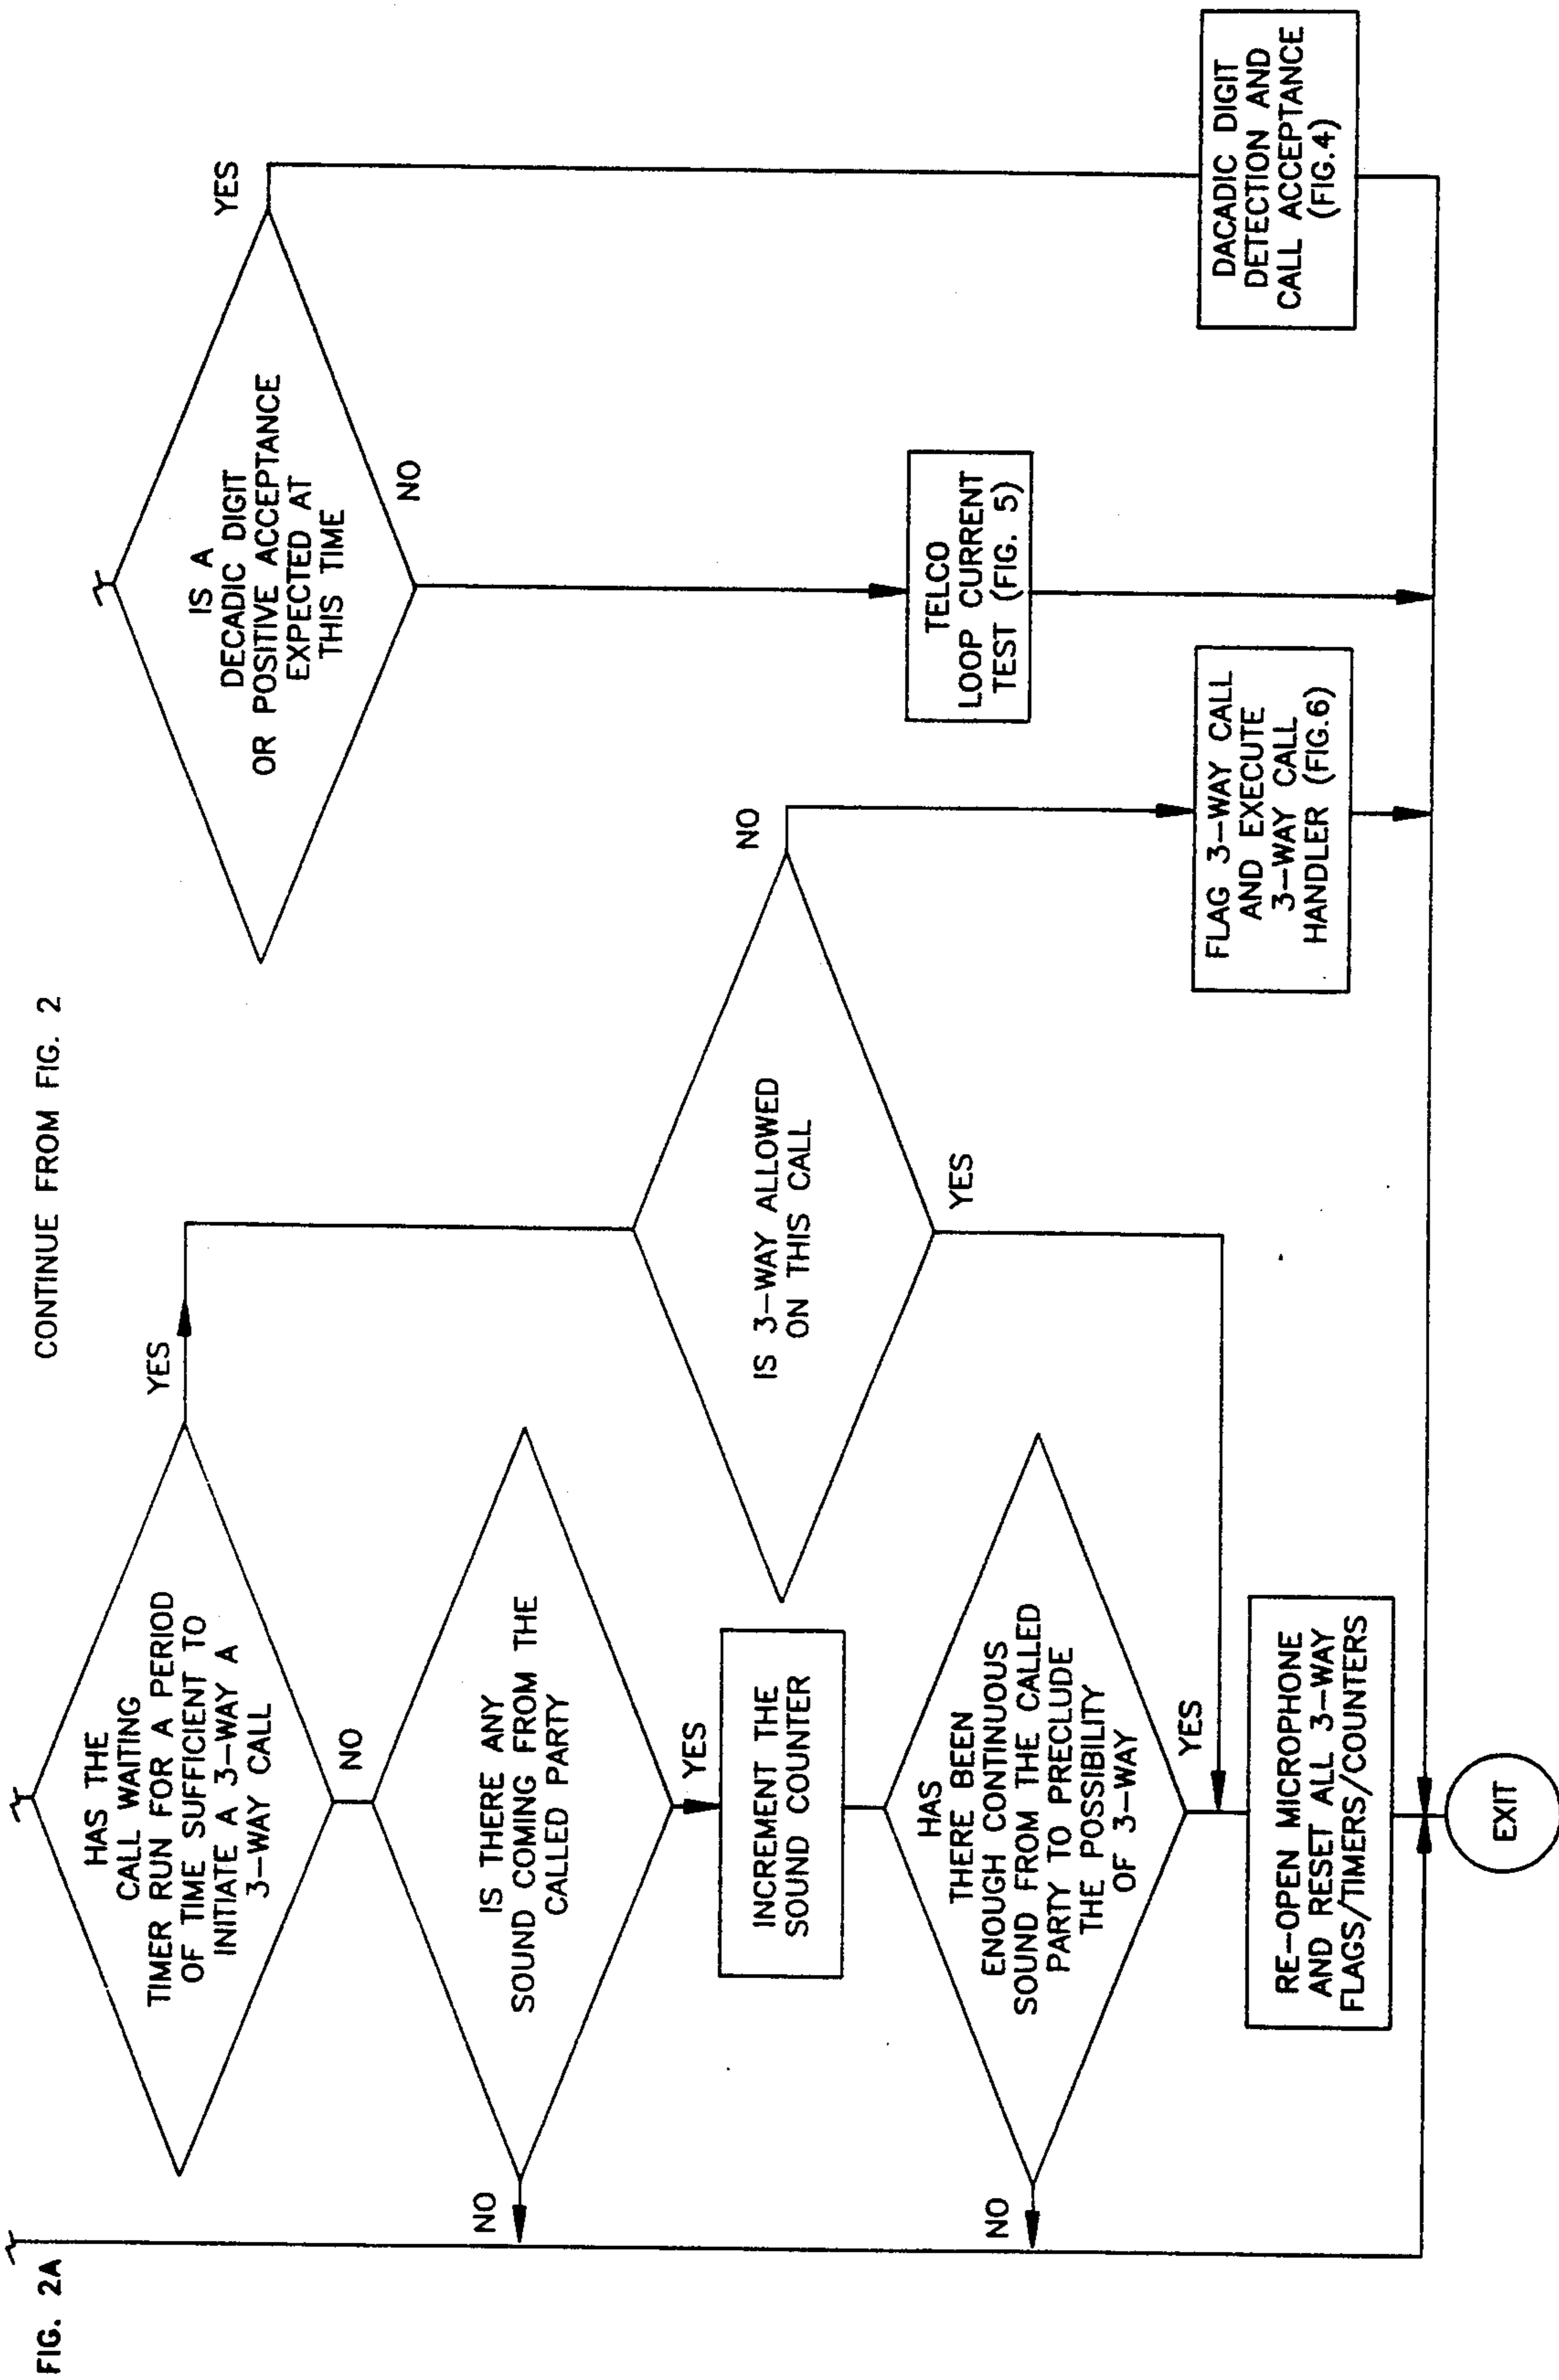 FIG. 2A
CONTINUE FROM FIG. 2
HAS THE
CALL WAITING
TIMER RUN FOR A PERIOD
OF TIME SUFFICIENT TO
INITIATE A 3-WAY A
3-WAY CALL
YES
NO
IS THERE ANY
SOUND COMING FROM THE
CALLED PARTY
NO
YES
INCREMENT THE
SOUND COUNTER
HAS
THERE BEEN
ENOUGH CONTINUOUS
SOUND FROM THE CALLED
PARTY TO PRECLUDE
THE POSSIBILITY
OF 3-WAY
NO
YES
RE-OPEN MICROPHONE
AND RESET ALL 3-WAY
FLAGS/TIMERS/COUNTERS
EXIT
IS 3-WAY ALLOWED
ON THIS CALL
YES
NO
FLAG 3-WAY CALL
AND EXECUTE
3-WAY CALL
HANDLER (FIG.6)
IS A
DECADIC DIGIT
OR POSITIVE ACCEPTANCE
EXPECTED AT
THIS TIME
NO
YES
TELCO
LOOP CURRENT
TEST (FIG. 5)
DACADIC DIGIT
DETECTION AND
CALL ACCEPTANCE
(FIG.4)